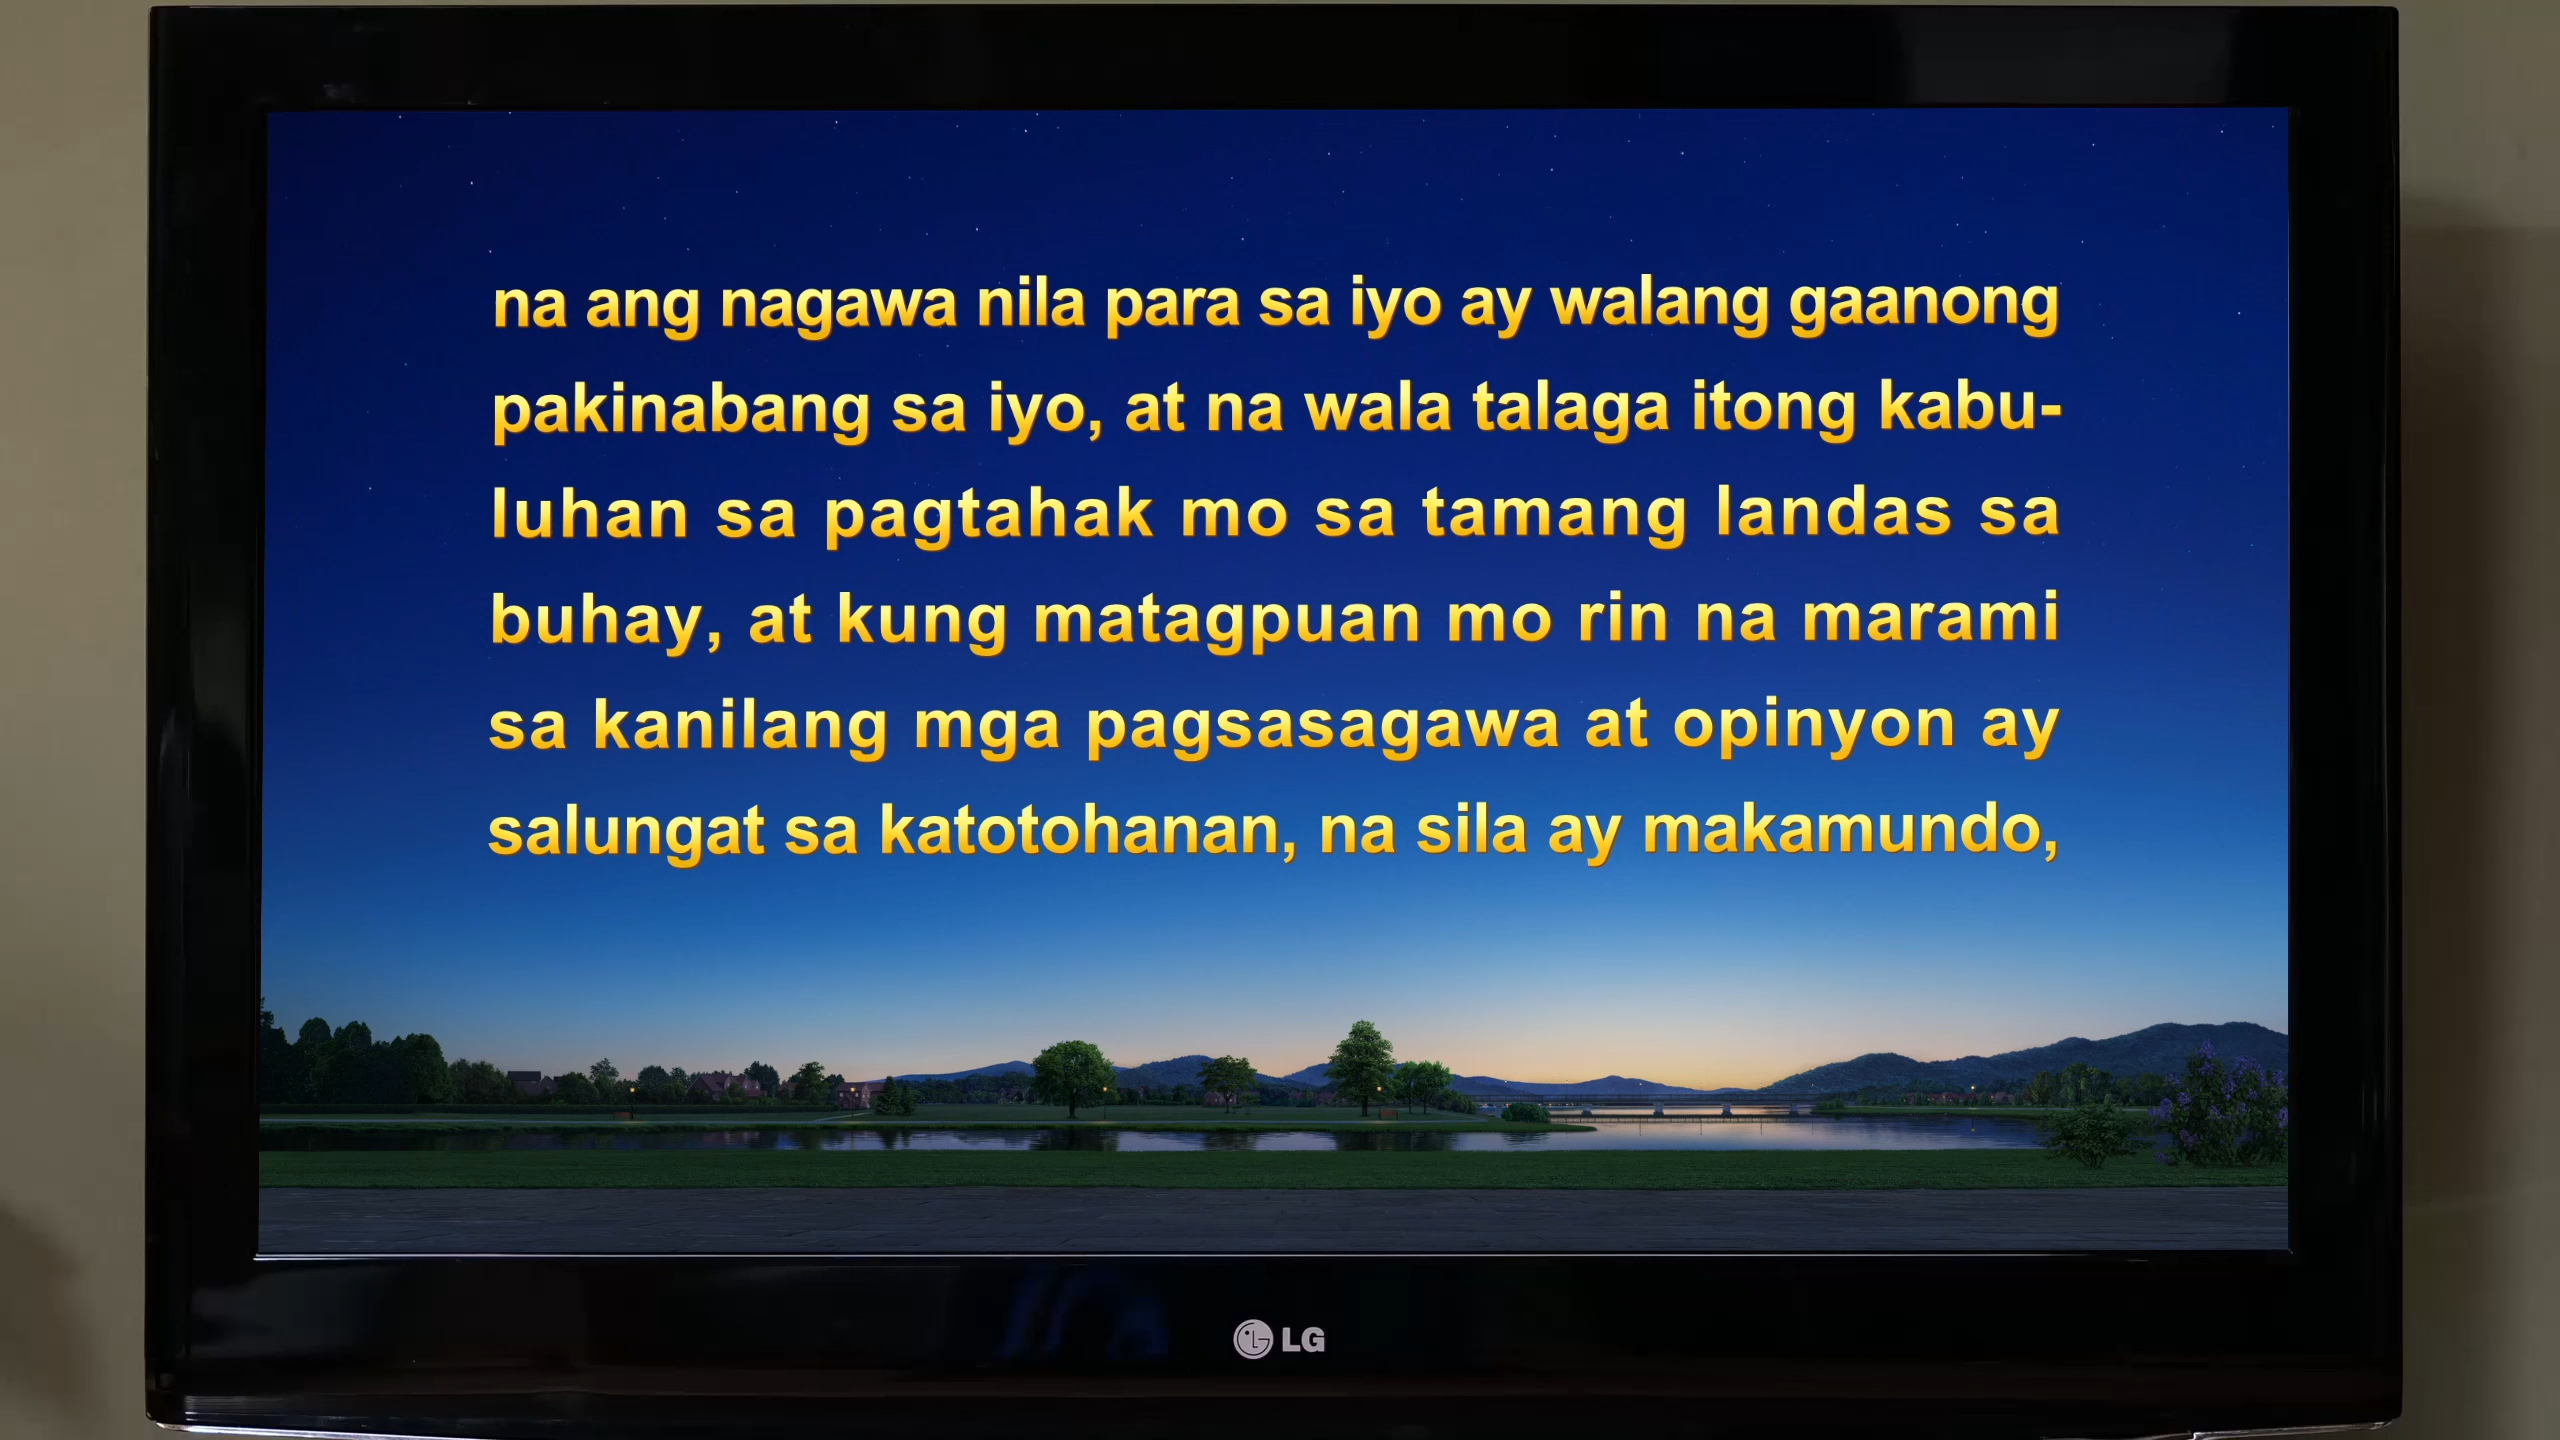 na ang nagawa nila para sa iyo ay walang gaanong
pakinabang sa iyo, at na wala talaga itong kabu-
luhan sa pagtahak mo sa tamang landas sa
buhay, at kung matagpuan mo rin na marami
sa kanilang mga pagsasagawa at opinyon ay
salungat sa katotohanan, na sila ay makamundo,
LG